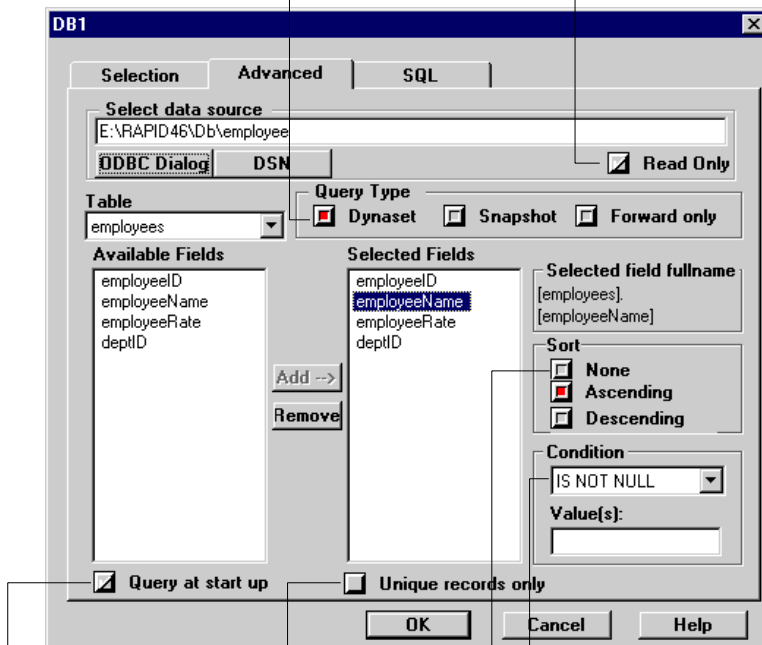 DB1
Selection Advanced SQL
Select data source
E:\RAPID46\Db\employee
ODBC Dialog DSN Read Only
Table
employees
Query Type
Dynaset Snapshot Forward only
Available Fields
employeeID
employeeName
employeeRate
deptID
Add -->
Remove
Selected Fields
employeeID
employeeName
employeeRate
deptID
Selected field fullname
[employees].
[employeeName]
Sort
None
Ascending
Descending
Condition
IS NOT NULL
Value(s):
Query at start up
Unique records only
OK Cancel Help